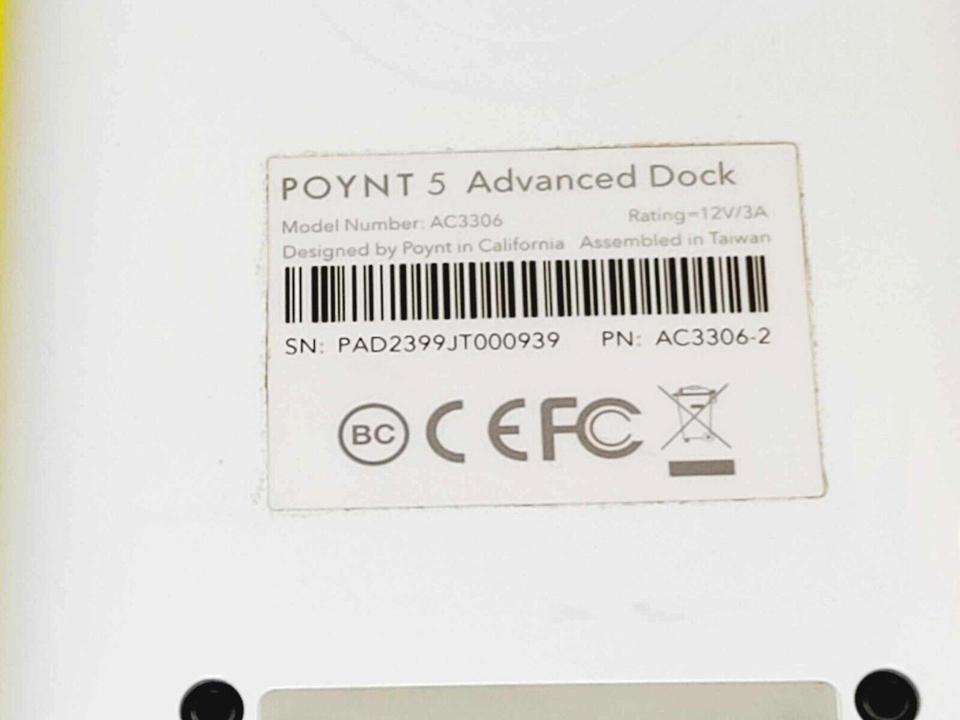 POYNT 5 Advanced Dock
Model Number: AC3306 Rating=12V/3A
Designed by Poynt in California Assembled in Taiwan
SN: PAD2399JT000939 PN: AC3306-2
BC CE FC